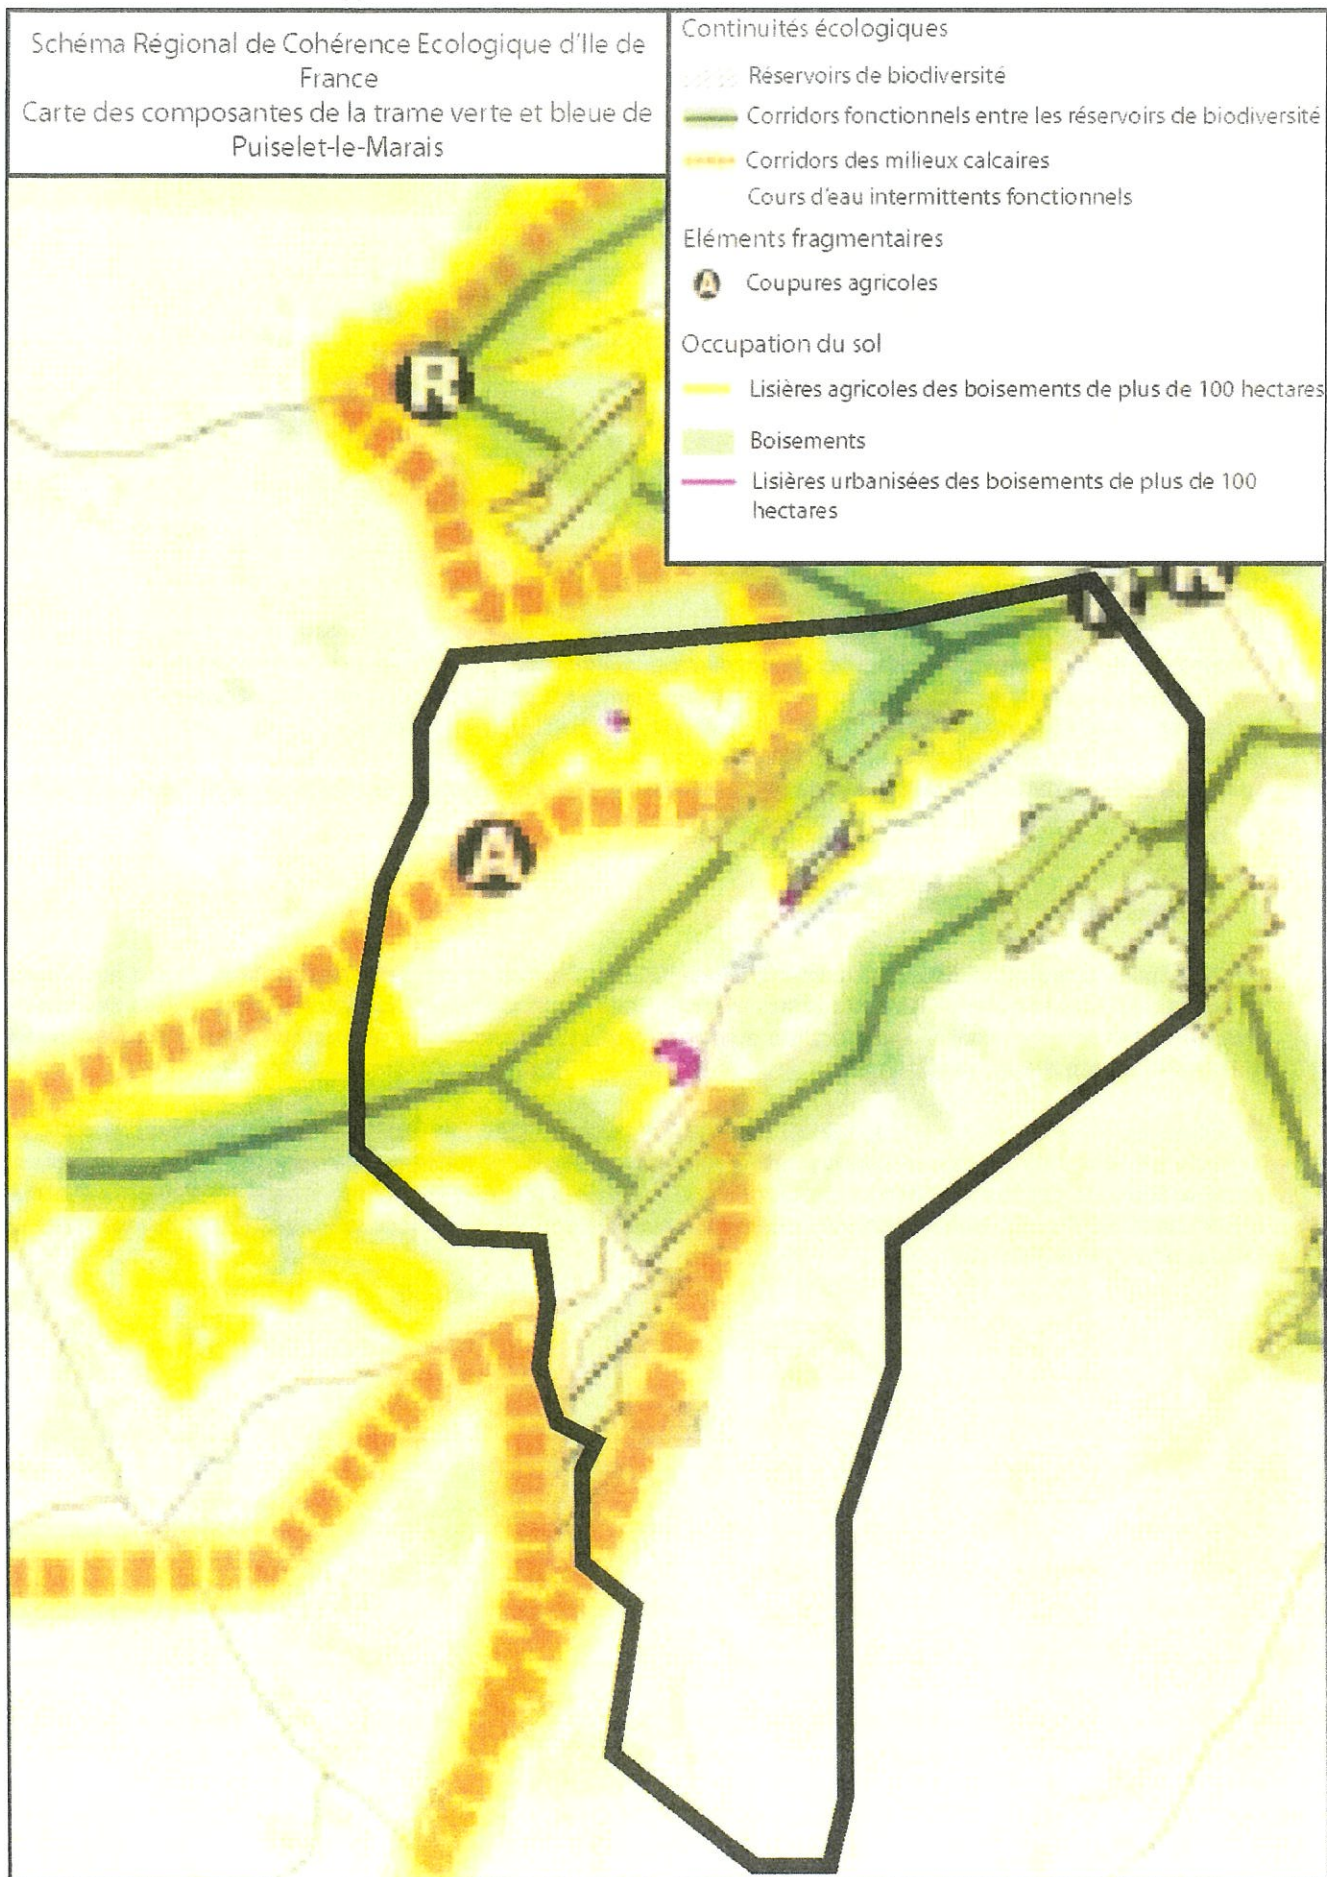 Schéma Régional de Cohérence Ecologique d'Ile de
France
Carte des composantes de la trame verte et bleue de
Puiselet-le-Marais
Continuités écologiques
Réservoirs de biodiversité
Corridors fonctionnels entre les réservoirs de biodiversité
Corridors des milieux calcaires
Cours d'eau intermittents fonctionnels
Eléments fragmentaires
A Coupures agricoles
Occupation du sol
Lisières agricoles des boisements de plus de 100 hectares
Boisements
Lisières urbanisées des boisements de plus de 100
hectares
R
A